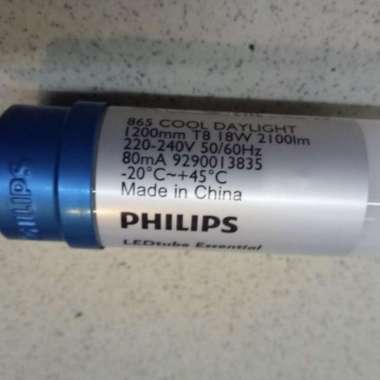 865 COOL DAYLIGHT
1200mm T8 18W 2100lm
220-240V 50/60Hz
80mA 9290013835
-20°C~+45°C
Made in China
PHILIPS
LEDtube Essential
PHILIPS